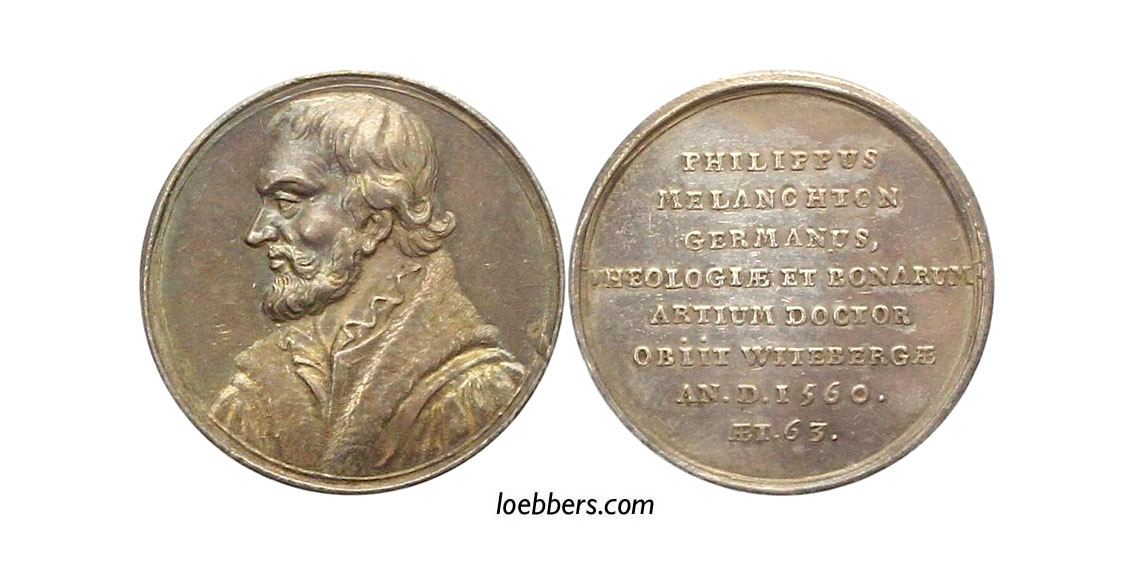 PHILIPPUS
MELANCHTON
GERMANUS,
THEOLOGIÆ ET BONARUM
ARTIUM DOCTOR
OBIIT WITEBERGÆ
AN. D. 1560.
ÆT. 63.
loebbers.com